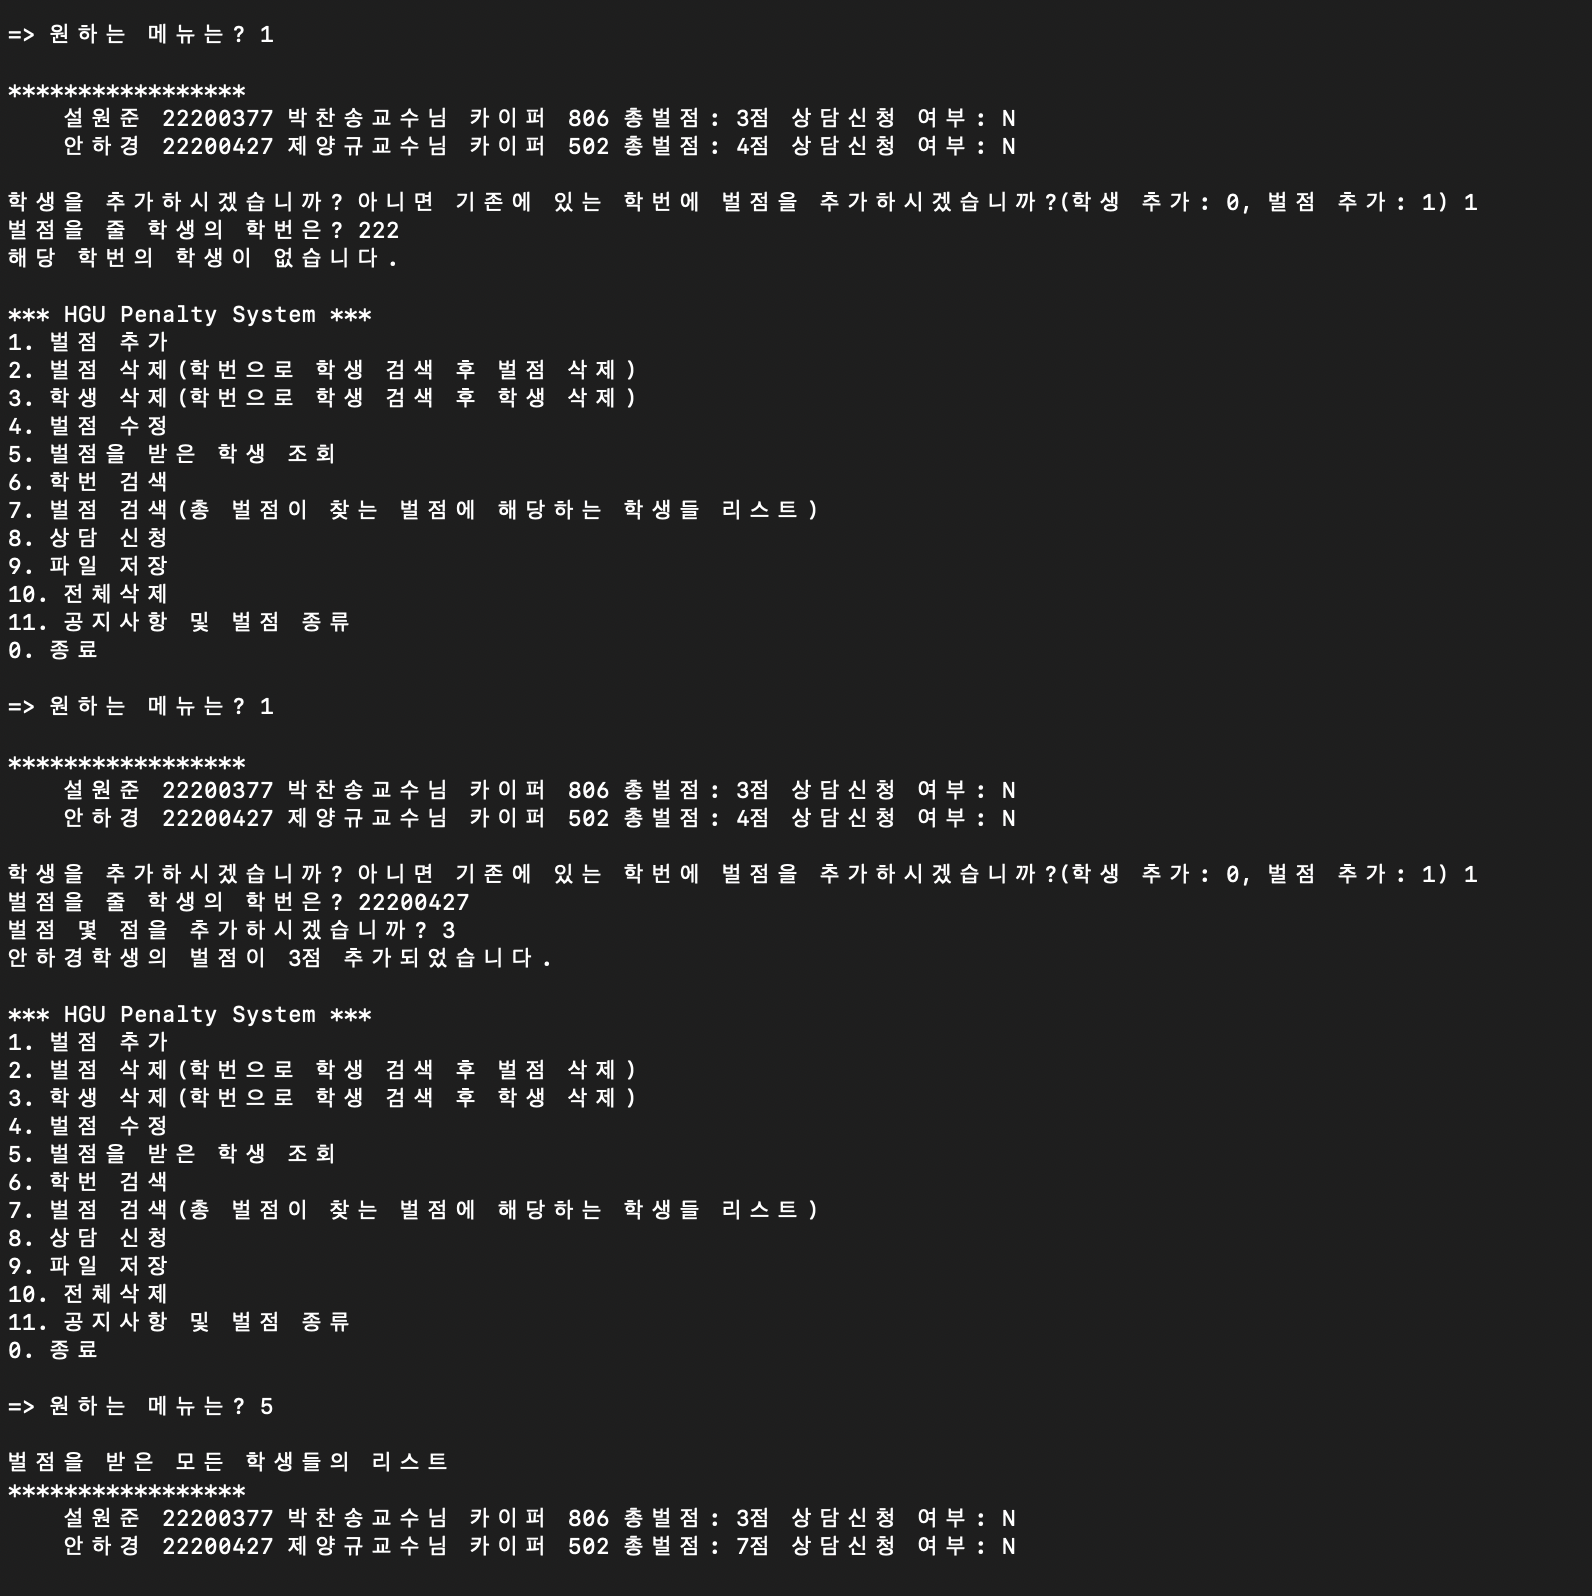 => 원하는 메뉴는? 1
*****************
설원준 22200377 박찬송교수님 카이퍼 806 총벌점: 3점 상담신청 여부: N
안하경 22200427 제양규교수님 카이퍼 502 총벌점: 4점 상담신청 여부: N
학생을 추가하시겠습니까? 아니면 기존에 있는 학번에 벌점을 추가하시겠습니까?(학생 추가: 0, 벌점 추가: 1) 1
벌점을 줄 학생의 학번은? 222
해당 학번의 학생이 없습니다.
*** HGU Penalty System ***
1. 벌점 추가
2. 벌점 삭제(학번으로 학생 검색 후 벌점 삭제)
3. 학생 삭제(학번으로 학생 검색 후 학생 삭제)
4. 벌점 수정
5. 벌점을 받은 학생 조회
6. 학번 검색
7. 벌점 검색(총 벌점이 찾는 벌점에 해당하는 학생들 리스트)
8. 상담 신청
9. 파일 저장
10. 전체삭제
11. 공지사항 및 벌점 종류
0. 종료
=> 원하는 메뉴는? 1
*****************
설원준 22200377 박찬송교수님 카이퍼 806 총벌점: 3점 상담신청 여부: N
안하경 22200427 제양규교수님 카이퍼 502 총벌점: 4점 상담신청 여부: N
학생을 추가하시겠습니까? 아니면 기존에 있는 학번에 벌점을 추가하시겠습니까?(학생 추가: 0, 벌점 추가: 1) 1
벌점을 줄 학생의 학번은? 22200427
벌점 몇 점을 추가하시겠습니까? 3
안하경학생의 벌점이 3점 추가되었습니다.
*** HGU Penalty System ***
1. 벌점 추가
2. 벌점 삭제(학번으로 학생 검색 후 벌점 삭제)
3. 학생 삭제(학번으로 학생 검색 후 학생 삭제)
4. 벌점 수정
5. 벌점을 받은 학생 조회
6. 학번 검색
7. 벌점 검색(총 벌점이 찾는 벌점에 해당하는 학생들 리스트)
8. 상담 신청
9. 파일 저장
10. 전체삭제
11. 공지사항 및 벌점 종류
0. 종료
=> 원하는 메뉴는? 5
벌점을 받은 모든 학생들의 리스트
*****************
설원준 22200377 박찬송교수님 카이퍼 806 총벌점: 3점 상담신청 여부: N
안하경 22200427 제양규교수님 카이퍼 502 총벌점: 7점 상담신청 여부: N